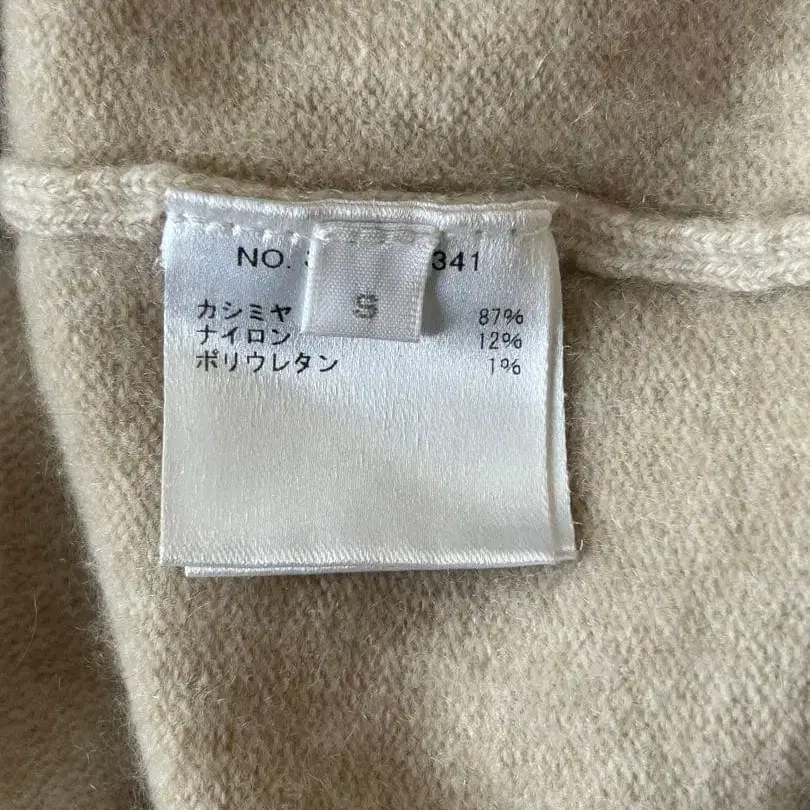 NO. 341
S
カシミヤ 87%
ナイロン 12%
ポリウレタン 1%